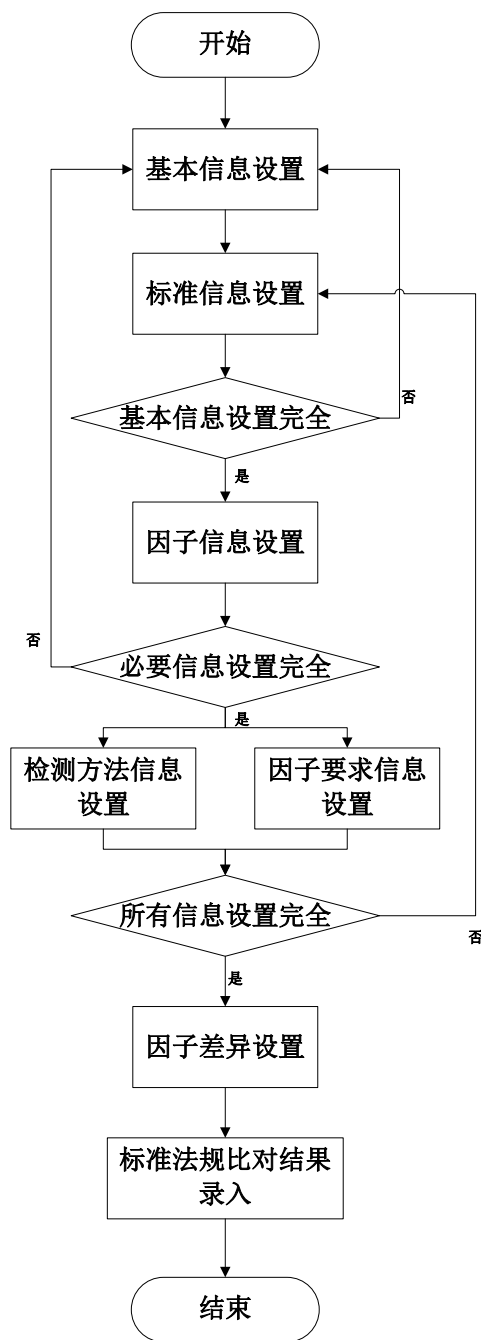 开始
基本信息设置
标准信息设置
基本信息设置完全
否
是
因子信息设置
否
必要信息设置完全
是
检测方法信息
设置
因子要求信息
设置
所有信息设置完全
否
是
因子差异设置
标准法规比对结果
录入
结束